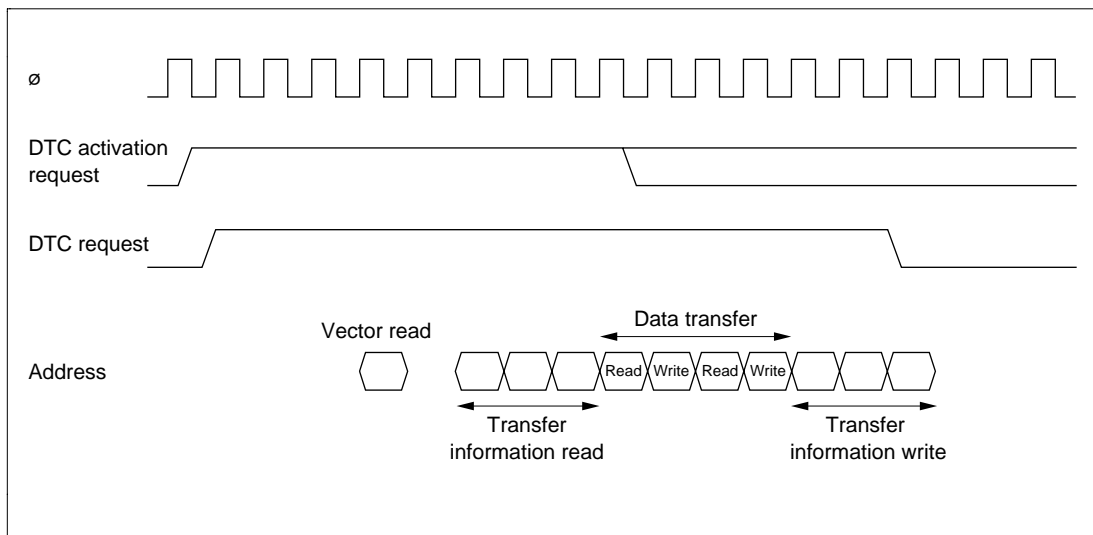 ø
DTC activation
request
DTC request
Data transfer
Vector read
Address
Read Write Read Write
Transfer
information read
Transfer
information write